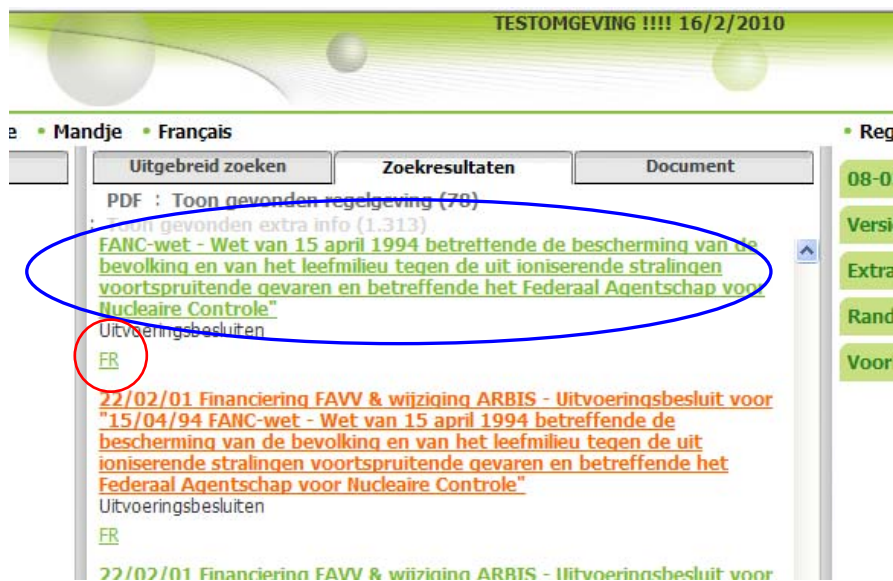 TESTOMGEVING !!!! 16/2/2010
e • Mandje • Français
• Reg
Uitgebreid zoeken
Zoekresultaten
Document
PDF : Toon gevonden regelgeving (78)
: Toon gevonden extra info (1.313)
FANC-wet - Wet van 15 april 1994 betreffende de bescherming van de
bevolking en van het leefmilieu tegen de uit ioniserende stralingen
voortspruitende gevaren en betreffende het Federaal Agentschap voor
Nucleaire Controle"
Uitvoeringsbesluiten
FR
22/02/01 Financiering FAVV & wijziging ARBIS - Uitvoeringsbesluit voor
"15/04/94 FANC-wet - Wet van 15 april 1994 betreffende de
bescherming van de bevolking en van het leefmilieu tegen de uit
ioniserende stralingen voortspruitende gevaren en betreffende het
Federaal Agentschap voor Nucleaire Controle"
Uitvoeringsbesluiten
FR
22/02/01 Financiering FAVV & wijziging ARBIS - Uitvoeringsbesluit voor
08-0
Versi
Extra
Rand
Voor